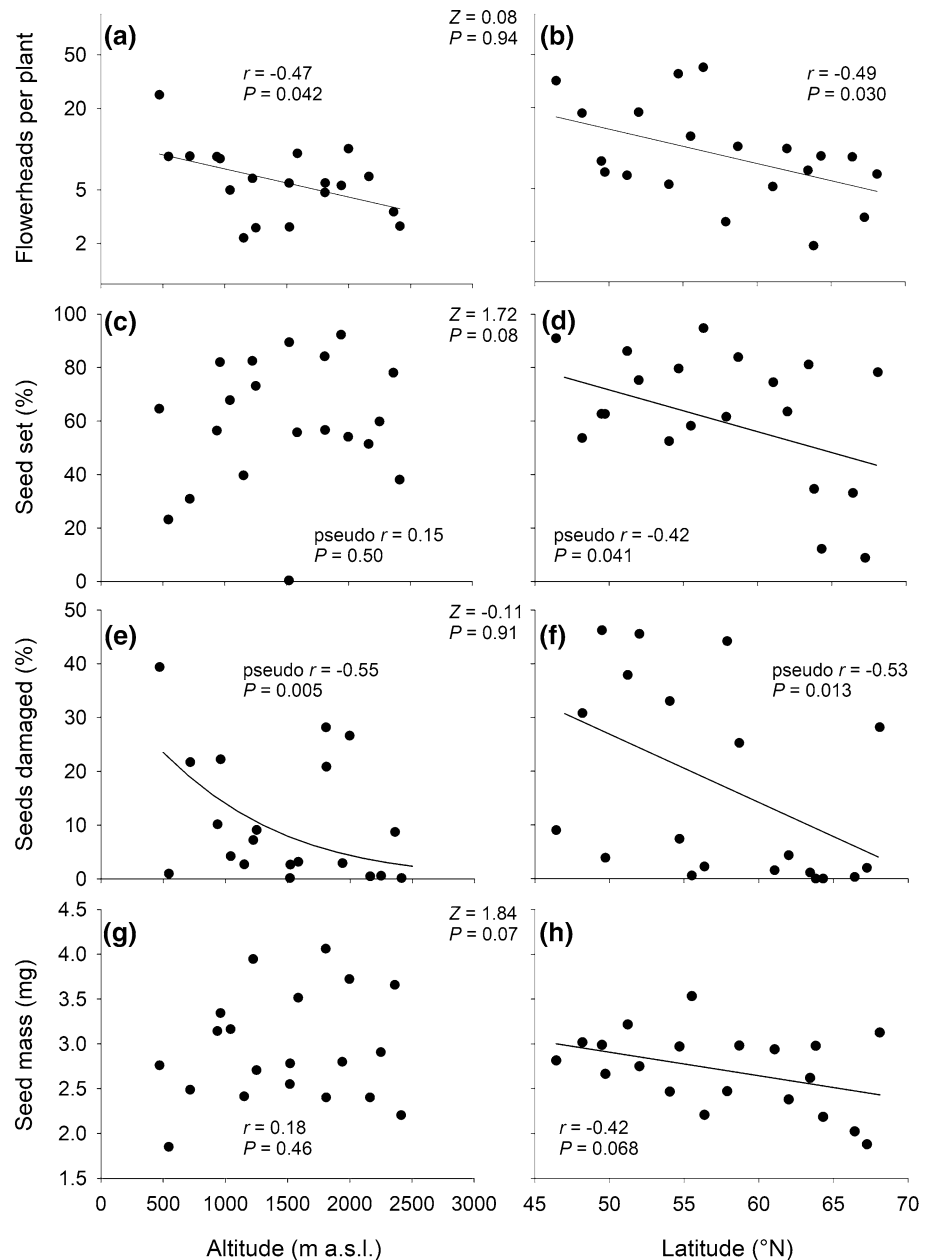 Flowerheads per plant
(a)
Z = 0.08
P = 0.94
(b)
50
20
5
2
r = -0.47
P = 0.042
r = -0.49
P = 0.030
Seed set (%)
(c)
Z = 1.72
P = 0.08
(d)
100
80
60
40
20
0
pseudo r = 0.15
P = 0.50
pseudo r = -0.42
P = 0.041
Seeds damaged (%)
(e)
Z = -0.11
P = 0.91
(f)
50
40
30
20
10
0
pseudo r = -0.55
P = 0.005
pseudo r = -0.53
P = 0.013
Seed mass (mg)
(g)
Z = 1.84
P = 0.07
(h)
4.5
4.0
3.5
3.0
2.5
2.0
1.5
r = 0.18
P = 0.46
r = -0.42
P = 0.068
0 500 1000 1500 2000 2500 3000
45 50 55 60 65 70
Altitude (m a.s.l.)
Latitude (°N)